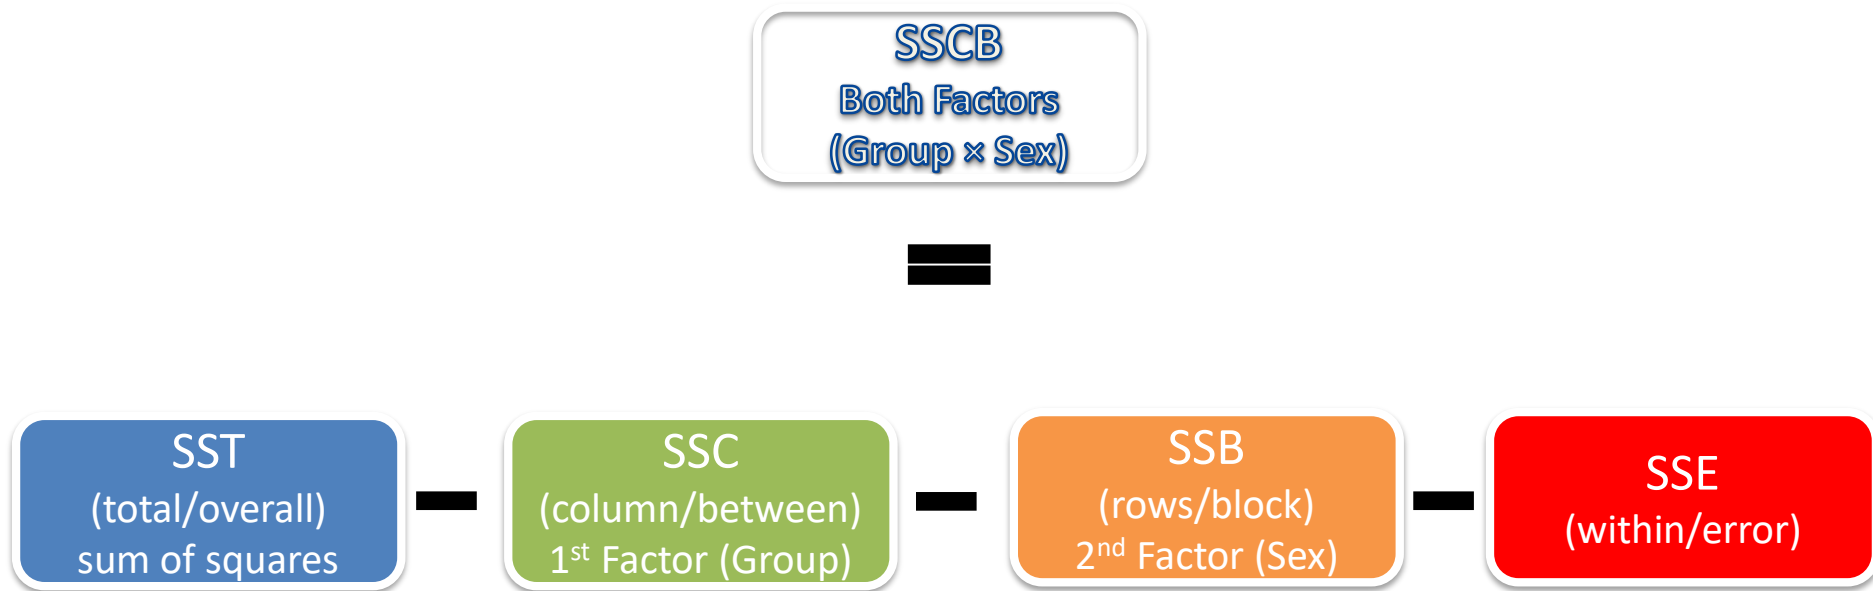 SSCB
Both Factors
(Group × Sex)
=
SST
(total/overall)
sum of squares
-
SSC
(column/between)
1st Factor (Group)
-
SSB
(rows/block)
2nd Factor (Sex)
-
SSE
(within/error)